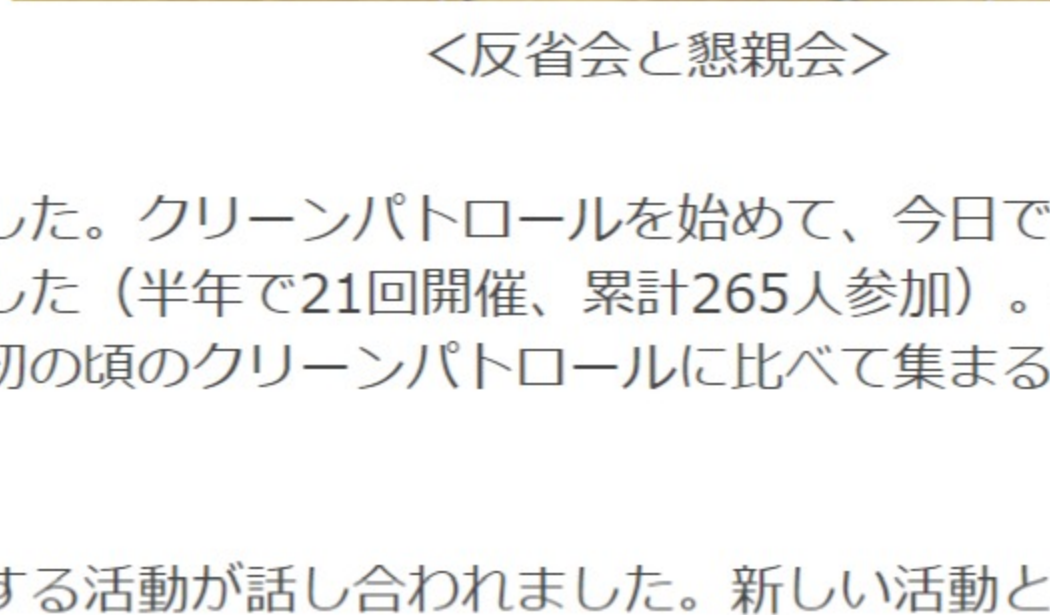 ＜反省会と懇親会＞
した。クリーンパトロールを始めて、今日で
した（半年で21回開催、累計265人参加）。
初の頃のクリーンパトロールに比べて集まる
する活動が話し合われました。新しい活動と